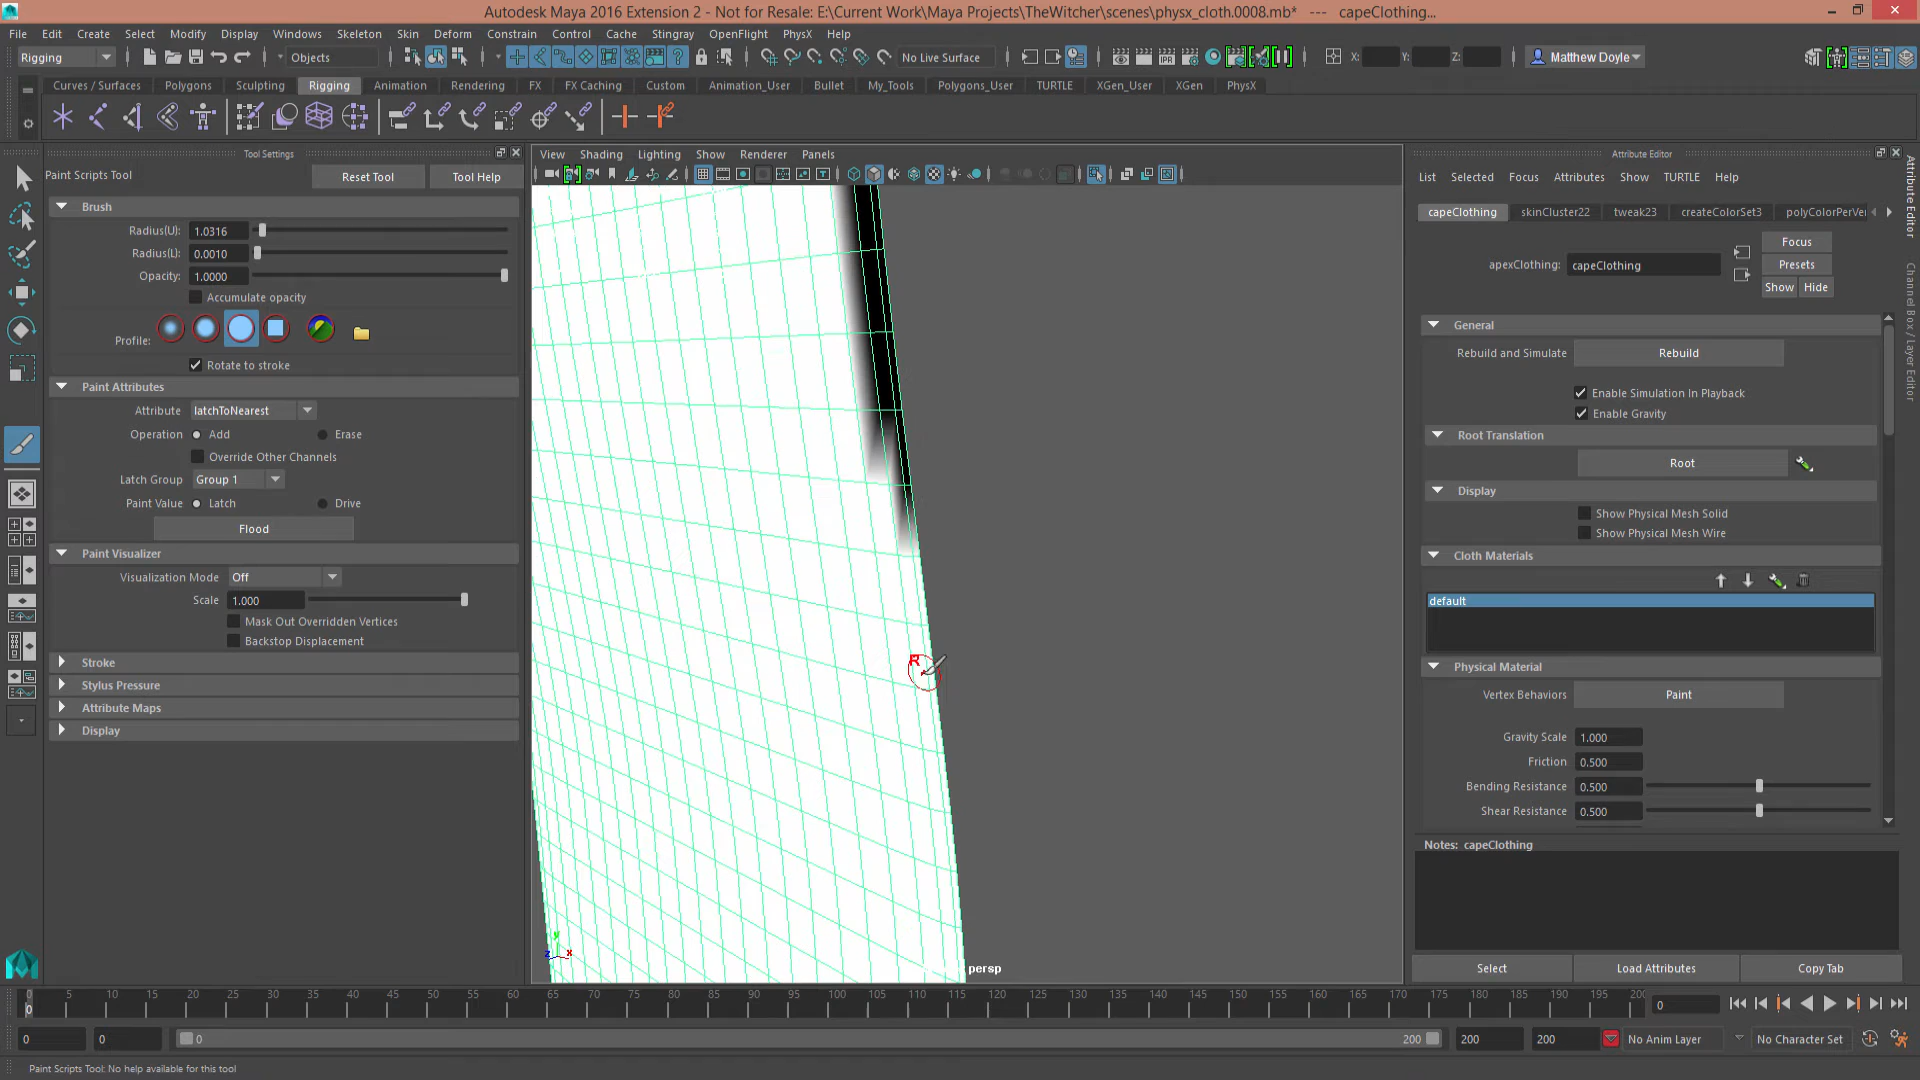 Autodesk Maya 2016 Extension 2 - Not for Resale: E:\Current Work\Maya Projects\TheWitcher\scenes\physx_cloth.0008.mb* --- capeClothing...
File Edit Create Select Modify Display Windows Skeleton Skin Deform Constrain Control Cache Stingray OpenFlight PhysX Help
Rigging Objects No Live Surface X: Y: Z: Matthew Doyle
Curves / Surfaces Polygons Sculpting Rigging Animation Rendering FX FX Caching Custom Animation_User Bullet My_Tools Polygons_User TURTLE XGen_User XGen PhysX
IPR
Tool Settings
Paint Scripts Tool
Reset Tool Tool Help
Brush
Radius(U): 1.0316
Radius(L): 0.0010
Opacity: 1.0000
Accumulate opacity
Profile:
Rotate to stroke
Paint Attributes
Attribute latchToNearest
Operation Add Erase
Override Other Channels
Latch Group Group 1
Paint Value Latch Drive
Flood
Paint Visualizer
Visualization Mode Off
Scale 1.000
Mask Out Overridden Vertices
Backstop Displacement
Stroke
Stylus Pressure
Attribute Maps
Display
View Shading Lighting Show Renderer Panels
R
y
z x
persp
Attribute Editor
List Selected Focus Attributes Show TURTLE Help
capeClothing skinCluster22 tweak23 createColorSet3 polyColorPerVer
apexClothing: capeClothing
Focus
Presets
Show Hide
General
Rebuild and Simulate Rebuild
Enable Simulation In Playback
Enable Gravity
Root Translation
Root
Display
Show Physical Mesh Solid
Show Physical Mesh Wire
Cloth Materials
default
Physical Material
Vertex Behaviors Paint
Gravity Scale 1.000
Friction 0.500
Bending Resistance 0.500
Shear Resistance 0.500
Notes: capeClothing
Select Load Attributes Copy Tab
Attribute Editor
Channel Box / Layer Editor
0 5 10 15 20 25 30 35 40 45 50 55 60 65 70 75 80 85 90 95 100 105 110 115 120 125 130 135 140 145 150 155 160 165 170 175 180 185 190 195 200
0
0
0 0 0 200 200 200 No Anim Layer No Character Set
Paint Scripts Tool: No help available for this tool